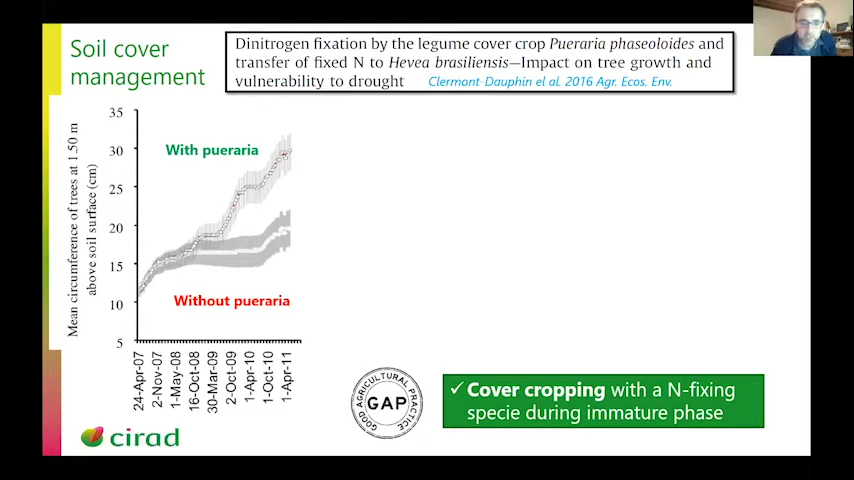 Soil cover
management
Dinitrogen fixation by the legume cover crop Pueraria phaseoloides and
transfer of fixed N to Hevea brasiliensis—Impact on tree growth and
vulnerability to drought Clermont-Dauphin el al. 2016 Agr. Ecos. Env.
Mean circumference of trees at 1.50 m
above soil surface (cm)
35
30
25
20
15
10
5
With pueraria
Without pueraria
24-Apr-07
2-Nov-07
1-May-08
16-Oct-08
30-Mar-09
2-Oct-09
1-Apr-10
1-Oct-10
1-Apr-11
GOOD AGRICULTURAL PRACTICE
GAP
✓ Cover cropping with a N-fixing
specie during immature phase
cirad